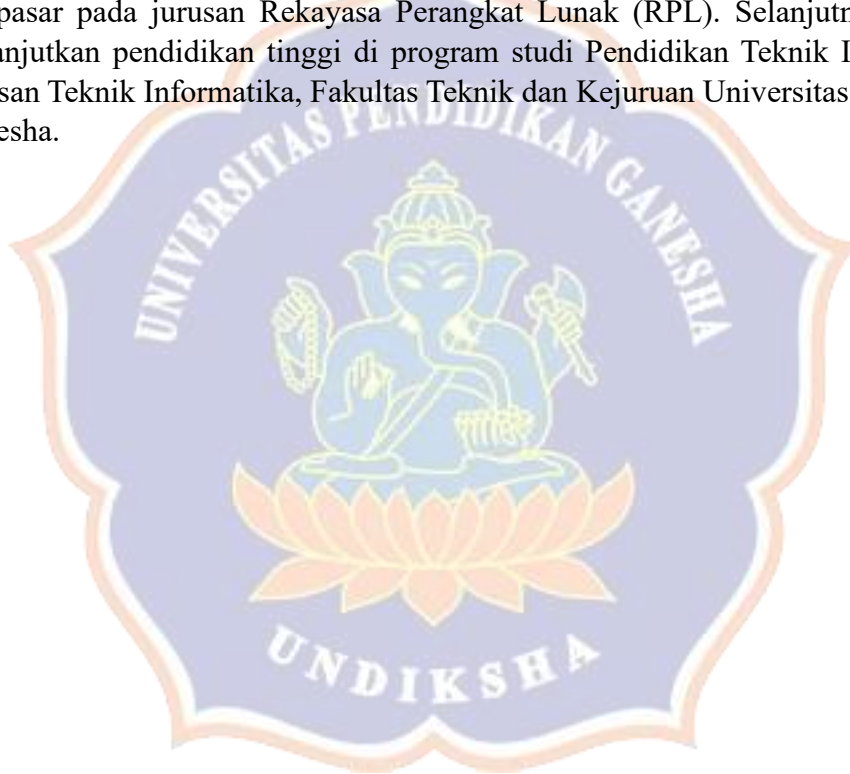 pasar pada jurusan Rekayasa Perangkat Lunak (RPL). Selanjutn
anjutkan pendidikan tinggi di program studi Pendidikan Teknik I
san Teknik Informatika, Fakultas Teknik dan Kejuruan Universitas
esha.
UNIVERSITAS PENDIDIKAN GANESHA
UNDIKSHA